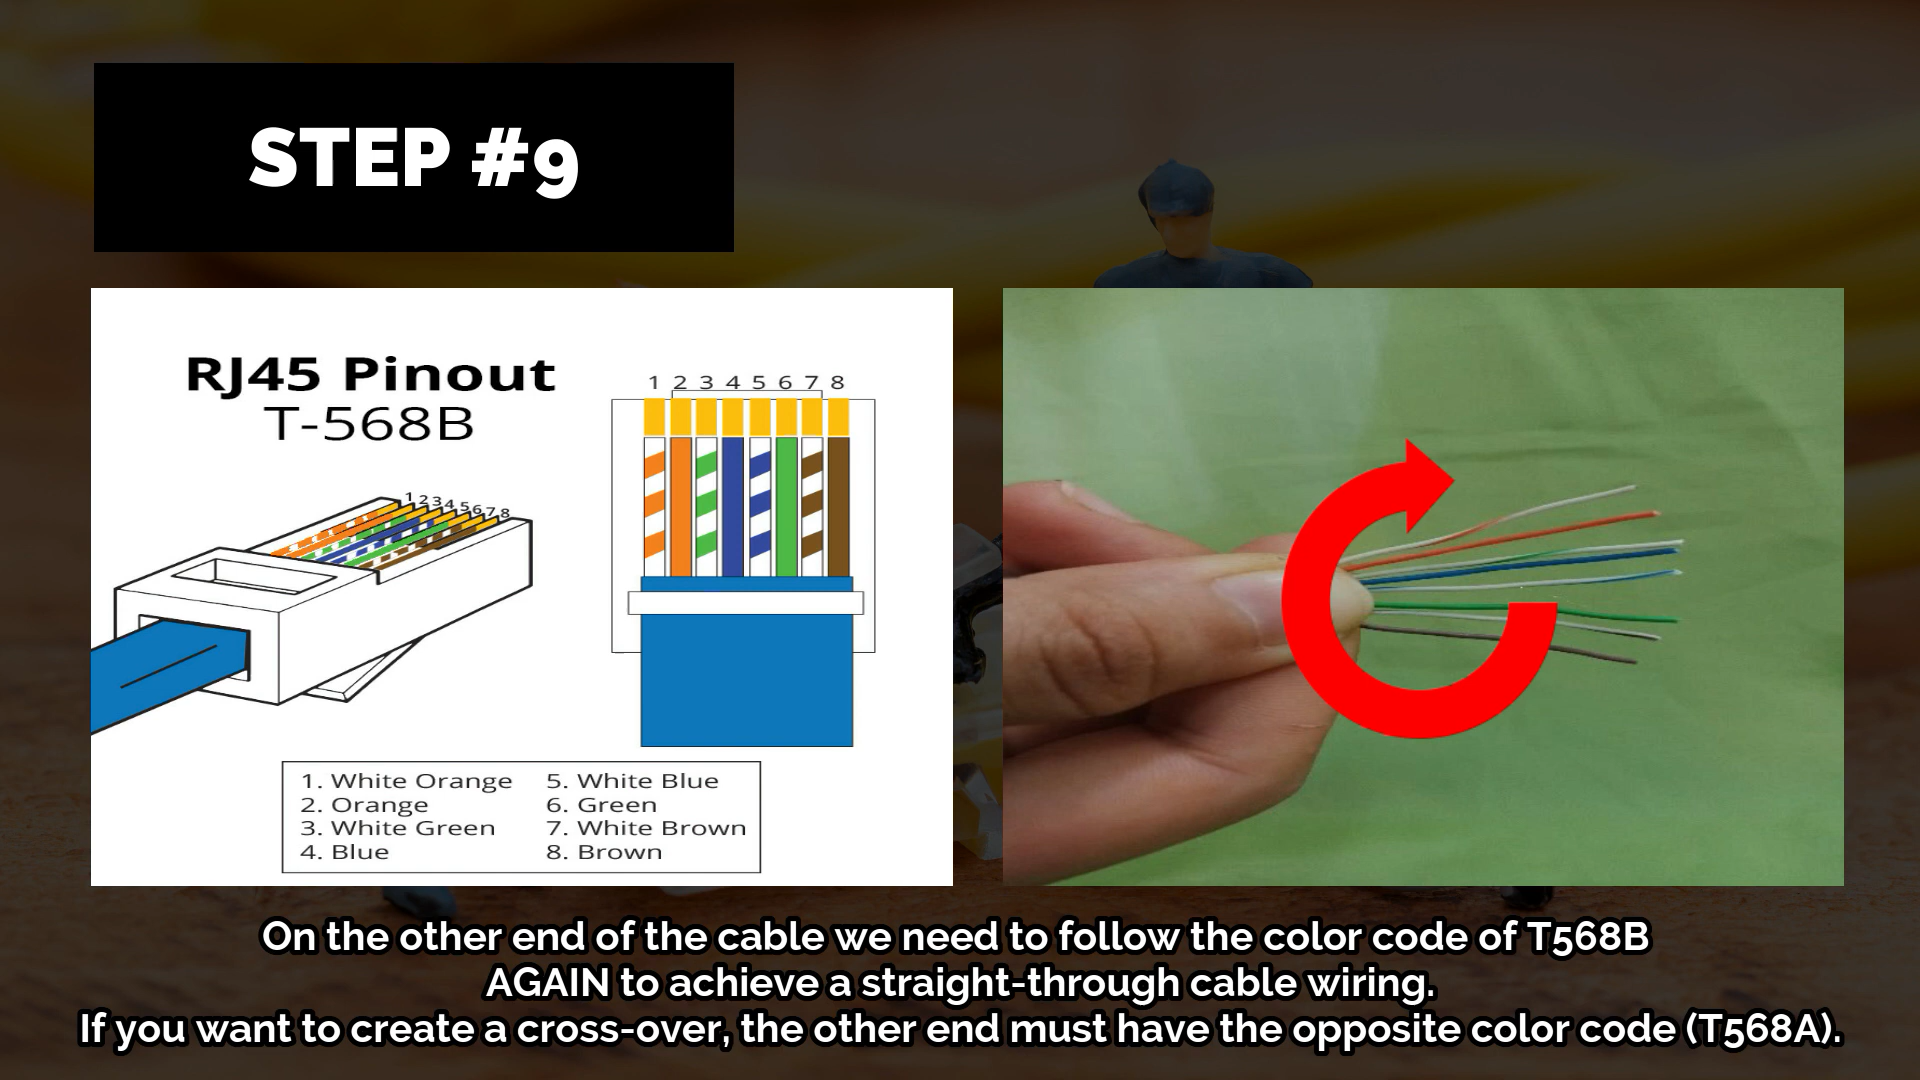 STEP #9
RJ45 Pinout
T-568B
1 2 3 4 5 6 7 8
1 2 3 4 5 6 7 8
1. White Orange 5. White Blue
2. Orange 6. Green
3. White Green 7. White Brown
4. Blue 8. Brown
On the other end of the cable we need to follow the color code of T568B
AGAIN to achieve a straight-through cable wiring.
If you want to create a cross-over, the other end must have the opposite color code (T568A).